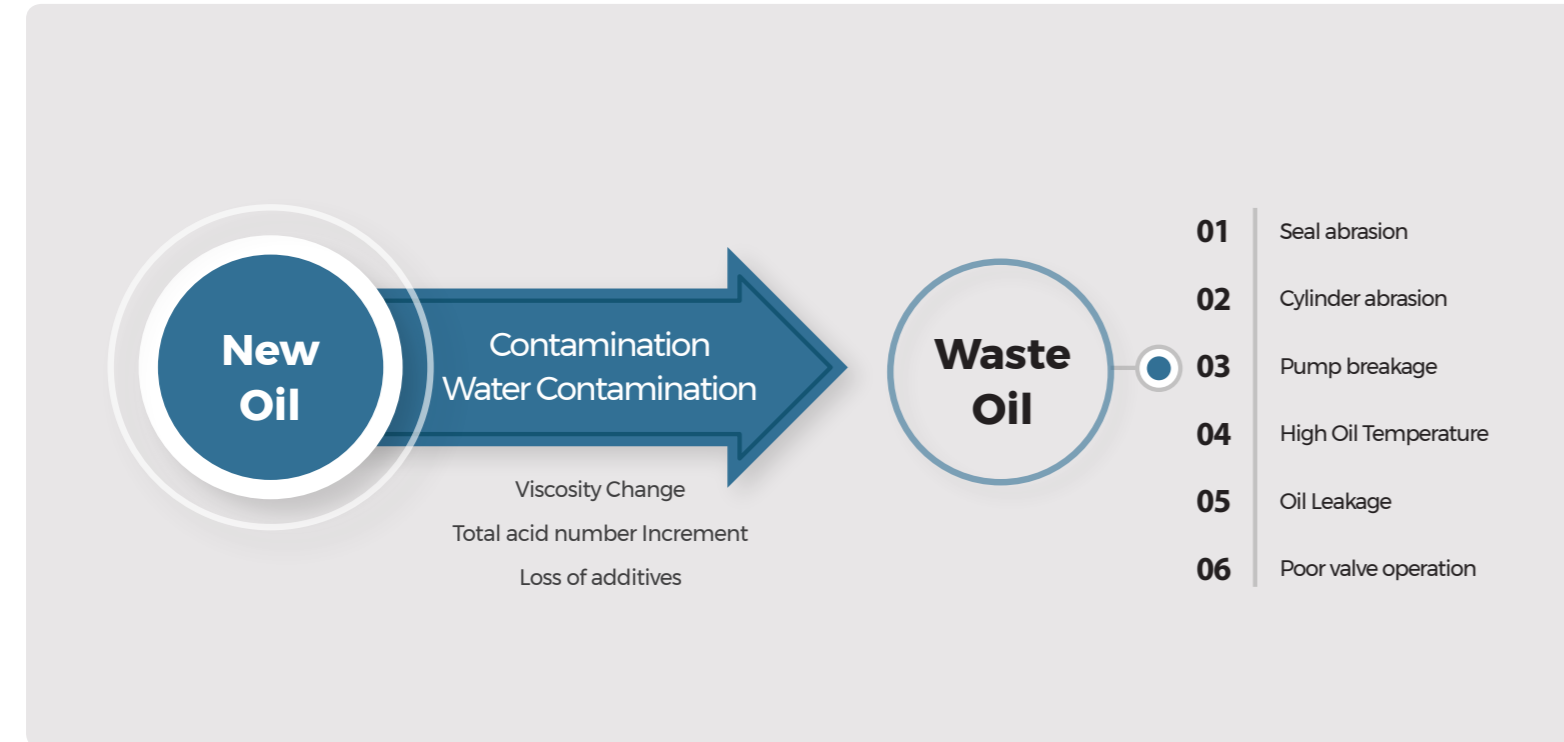 New
Oil
Contamination
Water Contamination
Viscosity Change
Total acid number Increment
Loss of additives
Waste
Oil
01 Seal abrasion
02 Cylinder abrasion
03 Pump breakage
04 High Oil Temperature
05 Oil Leakage
06 Poor valve operation